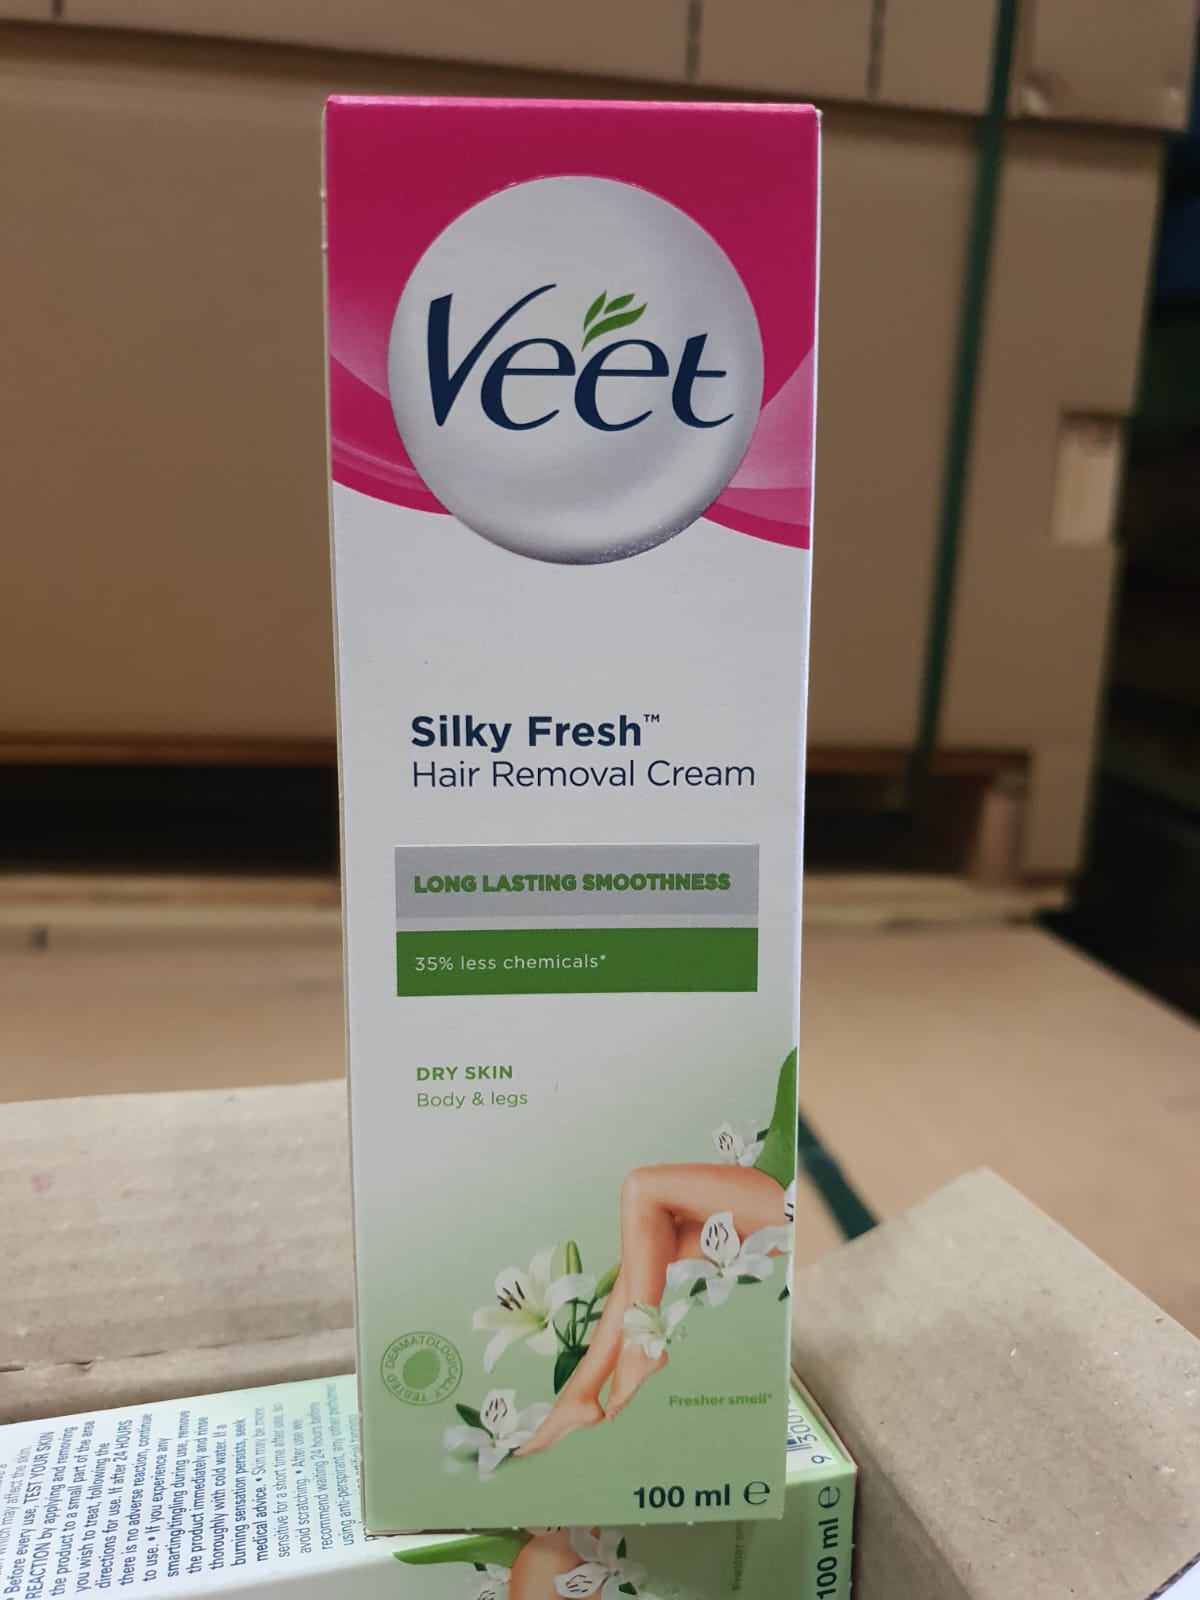 Veet
Silky Fresh™
Hair Removal Cream
LONG LASTING SMOOTHNESS
35% less chemicals*
DRY SKIN
Body & legs
DERMATOLOGICALLY TESTED
Fresher smell*
100 ml ℮
which may affect the skin.
• Before every use, TEST YOUR SKIN
REACTION by applying and removing
the product to a small part of the area
you wish to treat, following the
directions for use. If after 24 HOURS
there is no adverse reaction, continue
to use. • If you experience any
smarting/tingling during use, remove
the product immediately and rinse
thoroughly with cold water. If a
burning sensation persists, seek
medical advice. • Skin may be more
sensitive for a short time after use, so
avoid scratching. • After use we
recommend waiting 24 hours before
using anti-perspirant, any other perfumed
Fresher
100 ml ℮